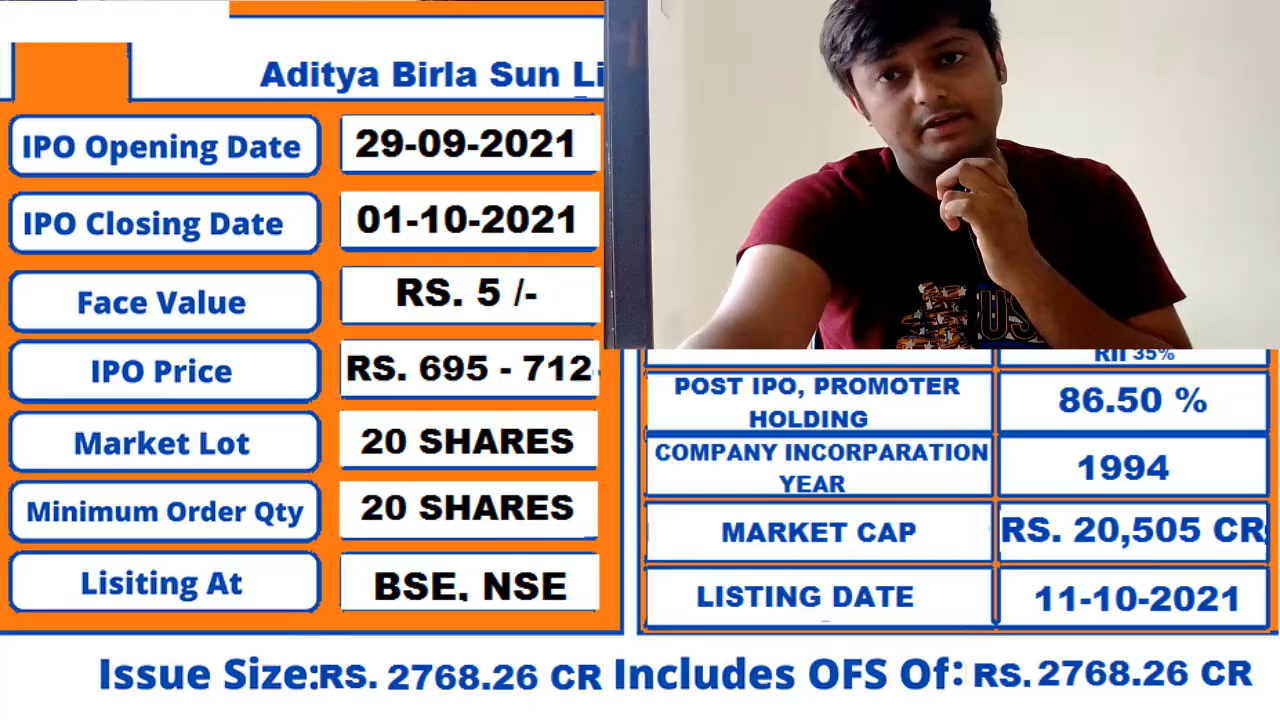 Aditya Birla Sun Li
IPO Opening Date
29-09-2021
IPO Closing Date
01-10-2021
Face Value
RS. 5 /-
IPO Price
RS. 695 - 712
Market Lot
20 SHARES
Minimum Order Qty
20 SHARES
Lisiting At
BSE, NSE
RII 35%
POST IPO, PROMOTER
HOLDING
86.50 %
COMPANY INCORPARATION
YEAR
1994
MARKET CAP
RS. 20,505 CR
LISTING DATE
11-10-2021
Issue Size:RS. 2768.26 CR Includes OFS Of: RS. 2768.26 CR